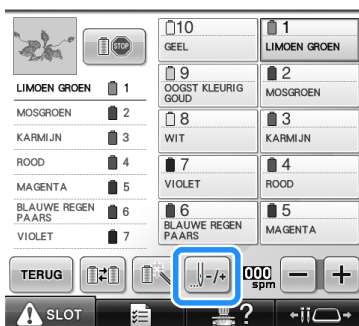 STOP
LIMOEN GROEN 1
MOSGROEN 2
KARMIJN 3
ROOD 4
MAGENTA 5
BLAUWE REGEN
PAARS 6
VIOLET 7
10
GEEL
1
LIMOEN GROEN
9
OOGST KLEURIG
GOUD
2
MOSGROEN
8
WIT
3
KARMIJN
7
VIOLET
4
ROOD
6
BLAUWE REGEN
PAARS
5
MAGENTA
TERUG
-/+
000
spm
- +
SLOT
?